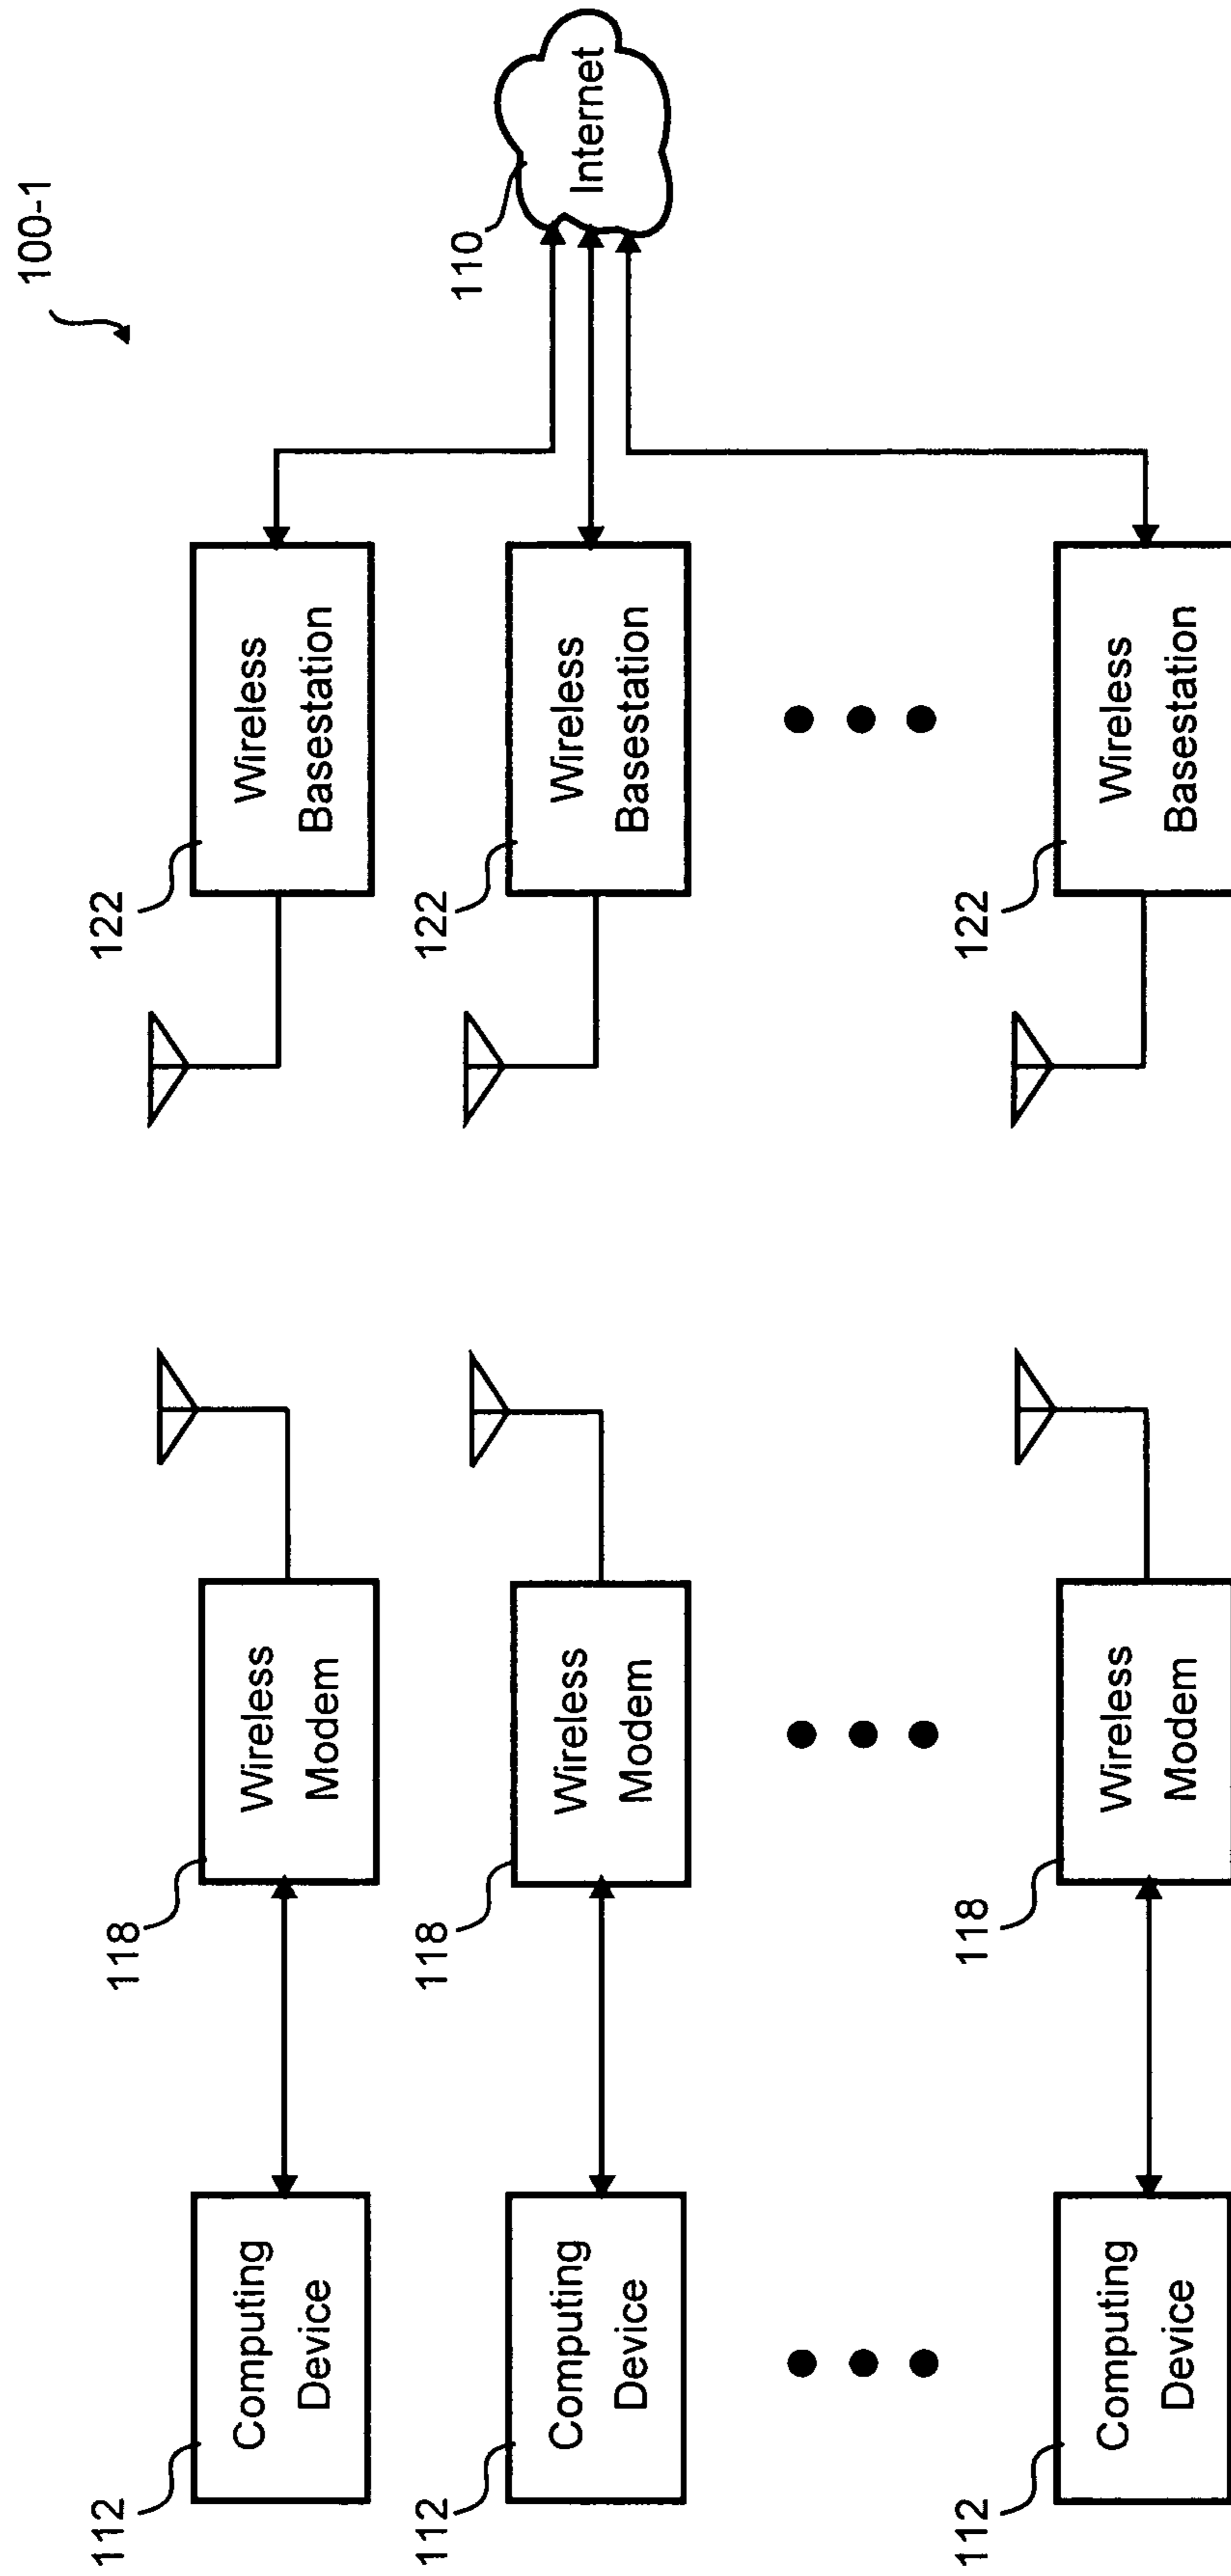 100-1
112
Computing
Device
118
Wireless
Modem
122
Wireless
Basestation
110
Internet
112
Computing
Device
118
Wireless
Modem
122
Wireless
Basestation
112
Computing
Device
118
Wireless
Modem
122
Wireless
Basestation